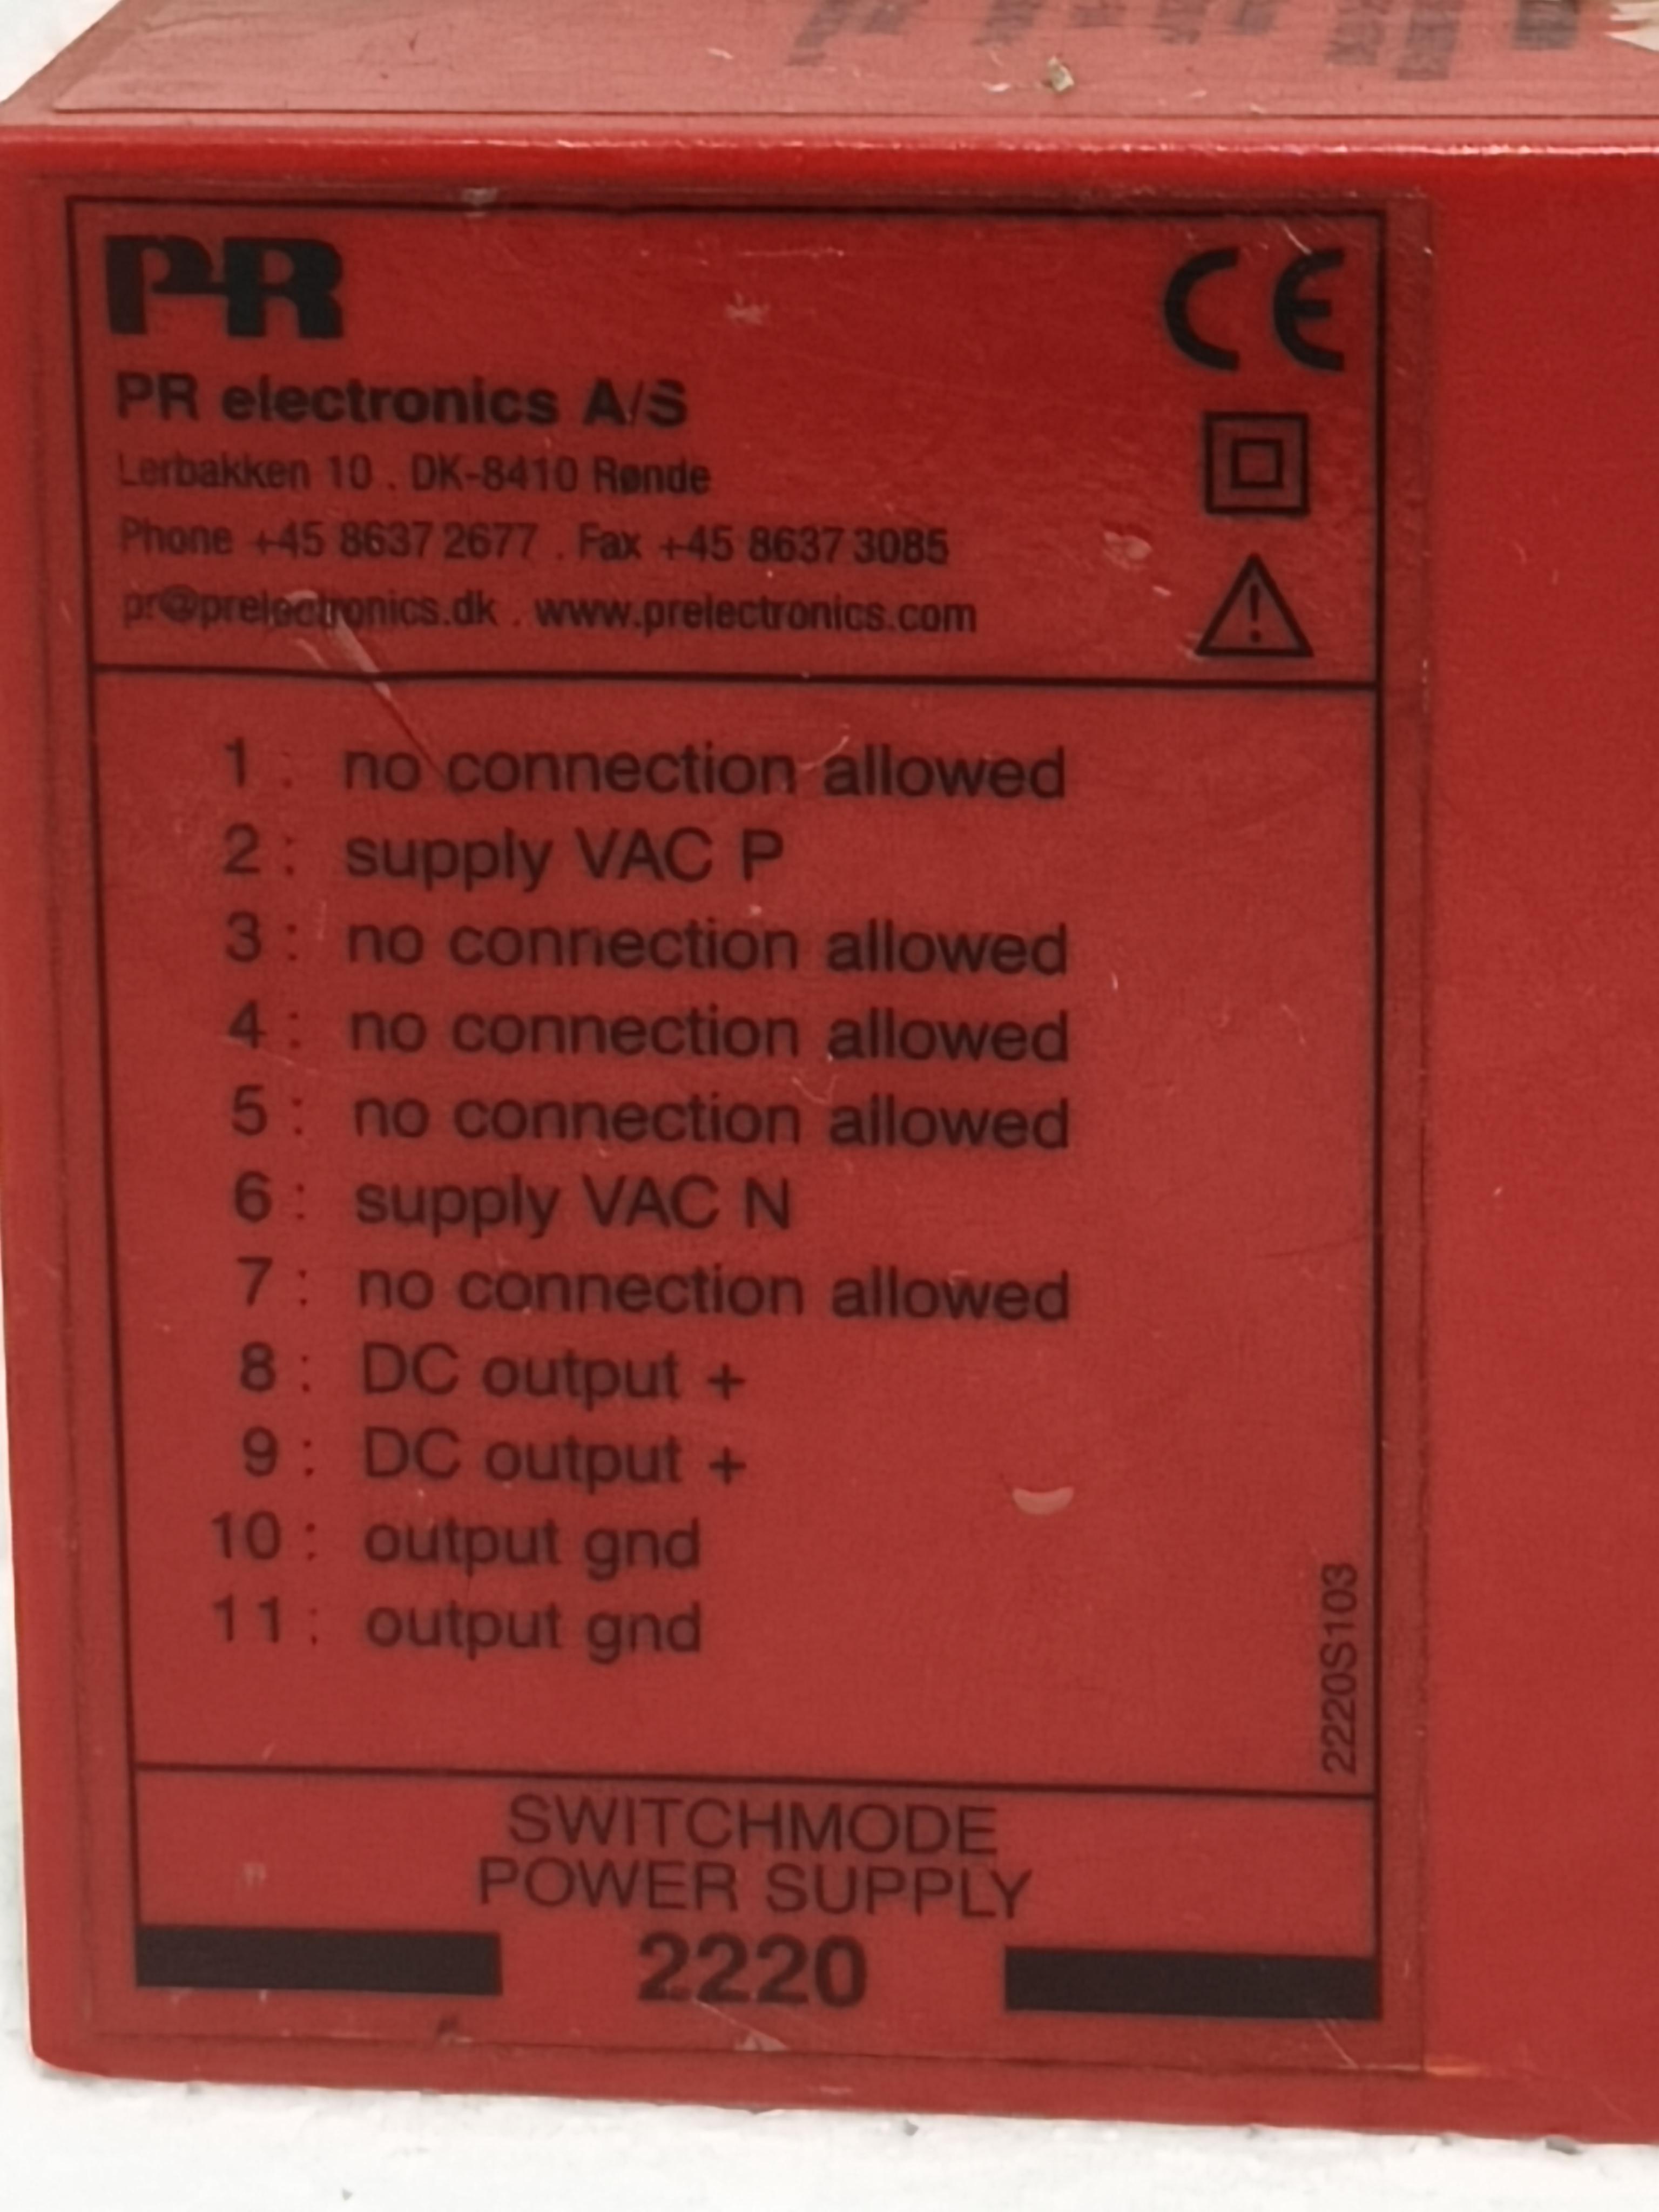 PR
CE
PR electronics A/S
Lerbakken 10 . DK-8410 Rønde
Phone +45 8637 2677 . Fax +45 8637 3085
pr@prelectronics.dk . www.prelectronics.com
1 : no connection allowed
2 : supply VAC P
3 : no connection allowed
4 : no connection allowed
5 : no connection allowed
6 : supply VAC N
7 : no connection allowed
8 : DC output +
9 : DC output +
10 : output gnd
11 : output gnd
2220S103
SWITCHMODE
POWER SUPPLY
2220